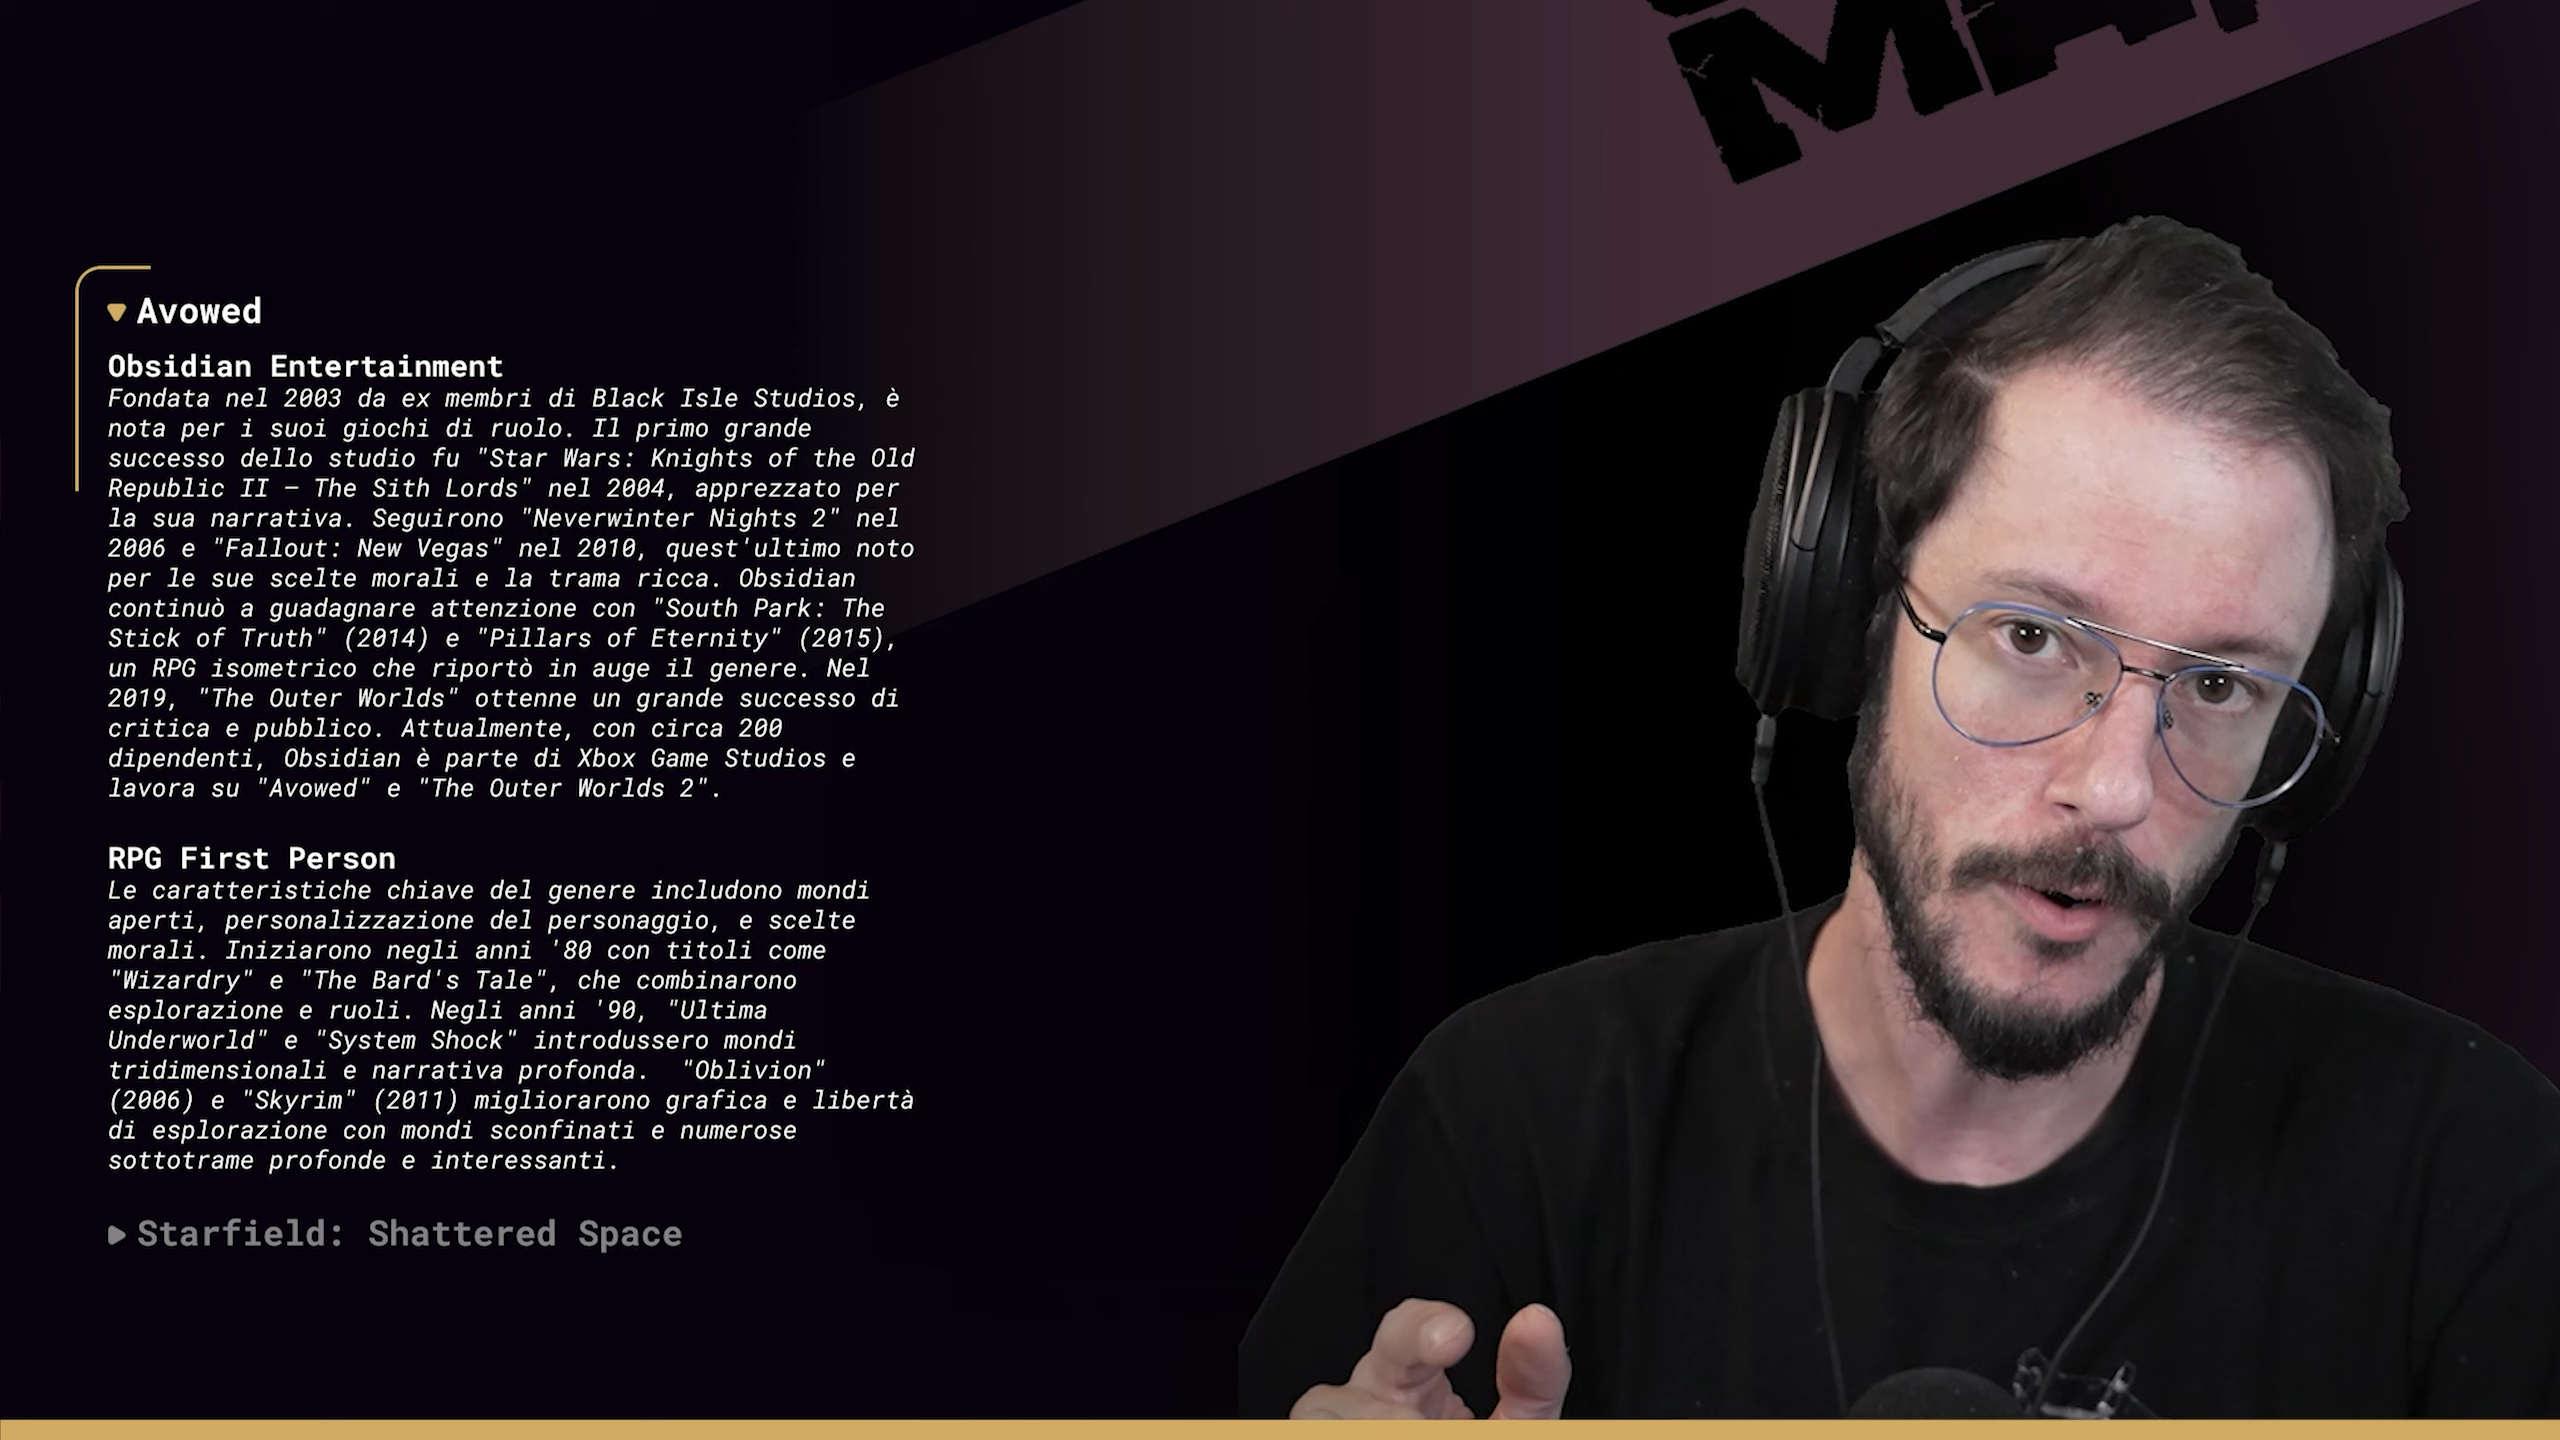 Avowed
Obsidian Entertainment
Fondata nel 2003 da ex membri di Black Isle Studios, è
nota per i suoi giochi di ruolo. Il primo grande
successo dello studio fu "Star Wars: Knights of the Old
Republic II – The Sith Lords" nel 2004, apprezzato per
la sua narrativa. Seguirono "Neverwinter Nights 2" nel
2006 e "Fallout: New Vegas" nel 2010, quest'ultimo noto
per le sue scelte morali e la trama ricca. Obsidian
continuò a guadagnare attenzione con "South Park: The
Stick of Truth" (2014) e "Pillars of Eternity" (2015),
un RPG isometrico che riportò in auge il genere. Nel
2019, "The Outer Worlds" ottenne un grande successo di
critica e pubblico. Attualmente, con circa 200
dipendenti, Obsidian è parte di Xbox Game Studios e
lavora su "Avowed" e "The Outer Worlds 2".
RPG First Person
Le caratteristiche chiave del genere includono mondi
aperti, personalizzazione del personaggio, e scelte
morali. Iniziarono negli anni '80 con titoli come
"Wizardry" e "The Bard's Tale", che combinarono
esplorazione e ruoli. Negli anni '90, "Ultima
Underworld" e "System Shock" introdussero mondi
tridimensionali e narrativa profonda.  "Oblivion"
(2006) e "Skyrim" (2011) migliorarono grafica e libertà
di esplorazione con mondi sconfinati e numerose
sottotrame profonde e interessanti.
Starfield: Shattered Space